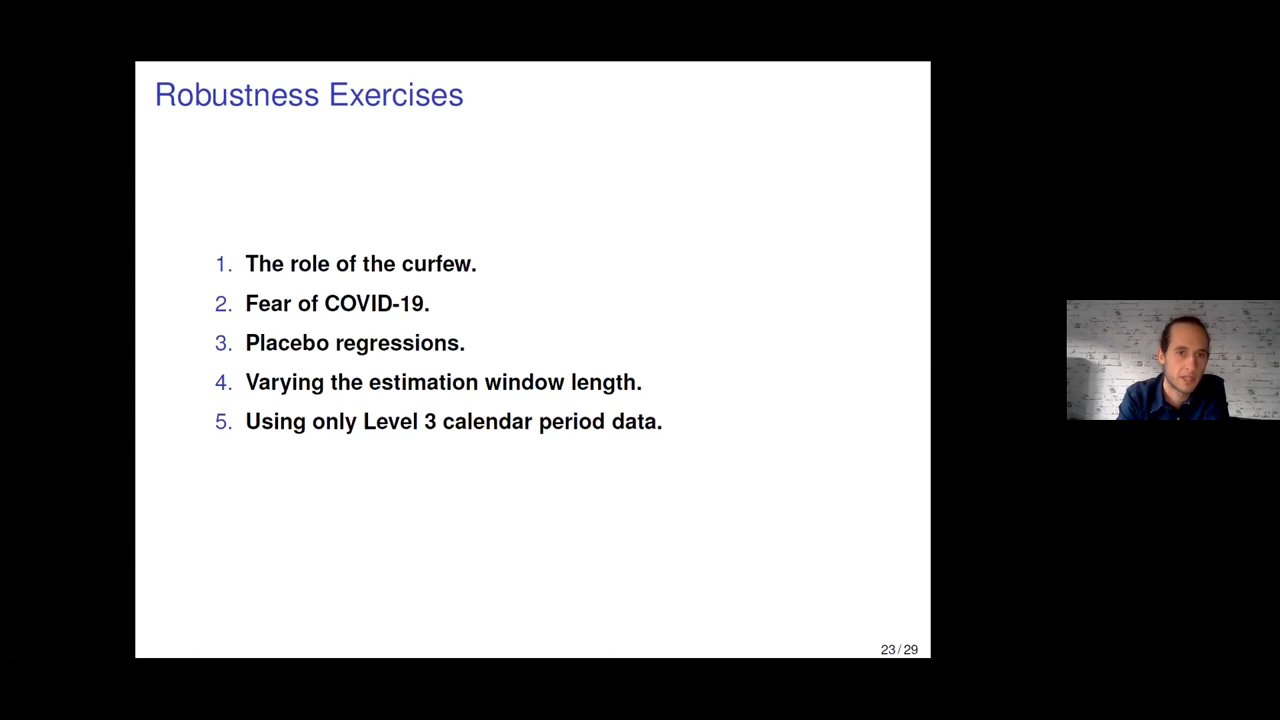 Robustness Exercises
1. The role of the curfew.
2. Fear of COVID-19.
3. Placebo regressions.
4. Varying the estimation window length.
5. Using only Level 3 calendar period data.
23/29